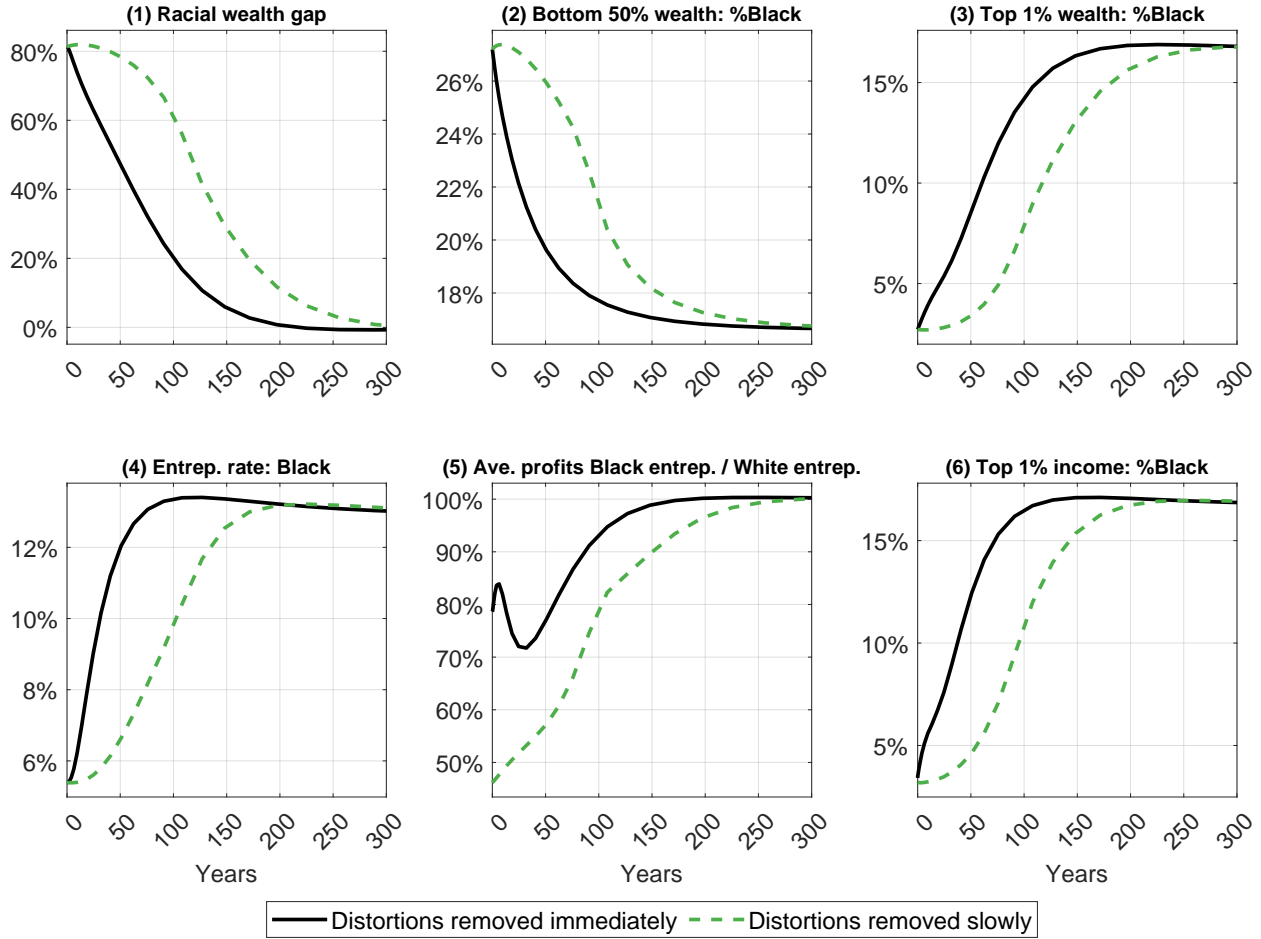 (1) Racial wealth gap
80%
60%
40%
20%
0%
0 50 100 150 200 250 300
(2) Bottom 50% wealth: %Black
26%
24%
22%
20%
18%
0 50 100 150 200 250 300
(3) Top 1% wealth: %Black
15%
10%
5%
0 50 100 150 200 250 300
(4) Entrep. rate: Black
12%
10%
8%
6%
0 50 100 150 200 250 300
Years
(5) Ave. profits Black entrep. / White entrep.
100%
90%
80%
70%
60%
50%
0 50 100 150 200 250 300
Years
(6) Top 1% income: %Black
15%
10%
5%
0 50 100 150 200 250 300
Years
Distortions removed immediately Distortions removed slowly